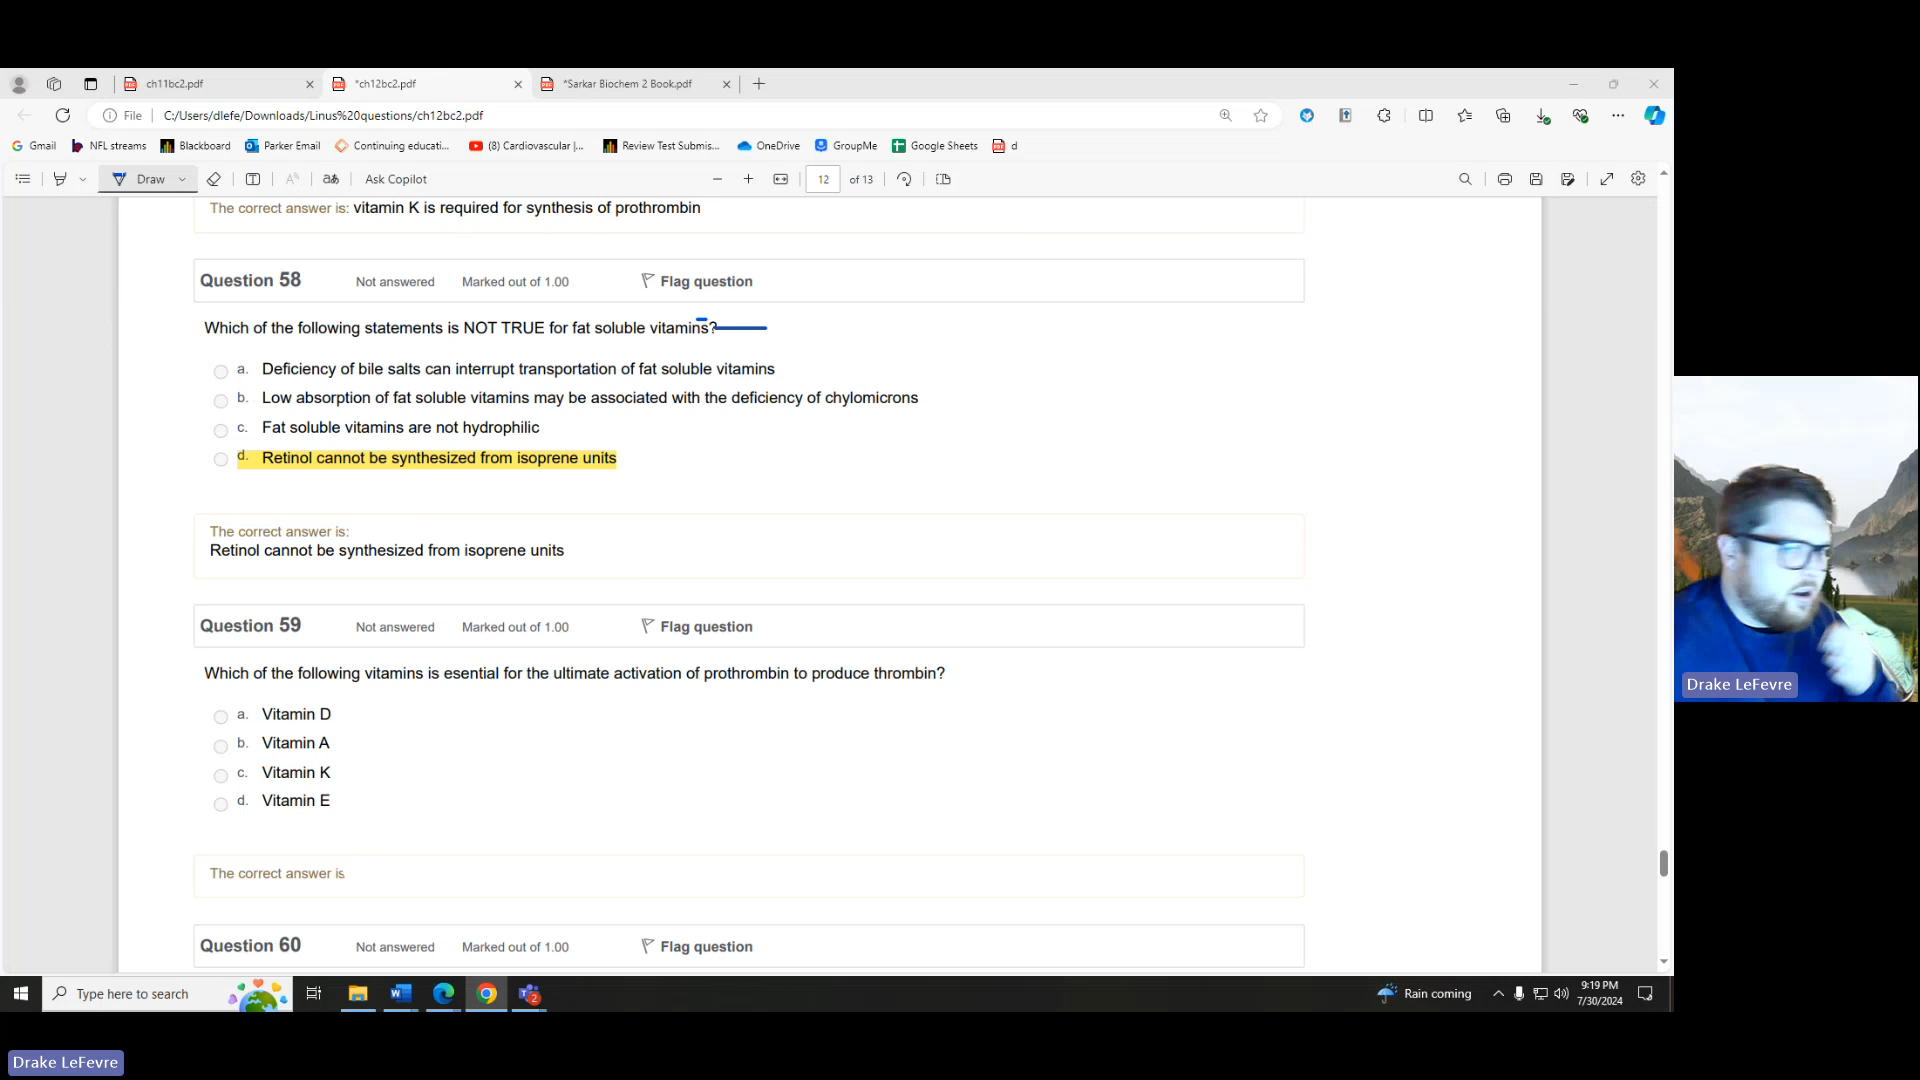 ch11bc2.pdf
*ch12bc2.pdf
*Sarkar Biochem 2 Book.pdf
File
C:/Users/dlefe/Downloads/Linus%20questions/ch12bc2.pdf
Gmail
NFL streams
Blackboard
Parker Email
Continuing educati...
(8) Cardiovascular |...
Review Test Submis...
OneDrive
GroupMe
Google Sheets
d
Draw
Ask Copilot
12
of 13
The correct answer is: vitamin K is required for synthesis of prothrombin
Question 58
Not answered
Marked out of 1.00
Flag question
Which of the following statements is NOT TRUE for fat soluble vitamins?
a. Deficiency of bile salts can interrupt transportation of fat soluble vitamins
b. Low absorption of fat soluble vitamins may be associated with the deficiency of chylomicrons
c. Fat soluble vitamins are not hydrophilic
d. Retinol cannot be synthesized from isoprene units
The correct answer is:
Retinol cannot be synthesized from isoprene units
Question 59
Not answered
Marked out of 1.00
Flag question
Which of the following vitamins is esential for the ultimate activation of prothrombin to produce thrombin?
a. Vitamin D
b. Vitamin A
c. Vitamin K
d. Vitamin E
The correct answer is
Question 60
Not answered
Marked out of 1.00
Flag question
Drake LeFevre
Type here to search
2
Rain coming
9:19 PM
7/30/2024
Drake LeFevre